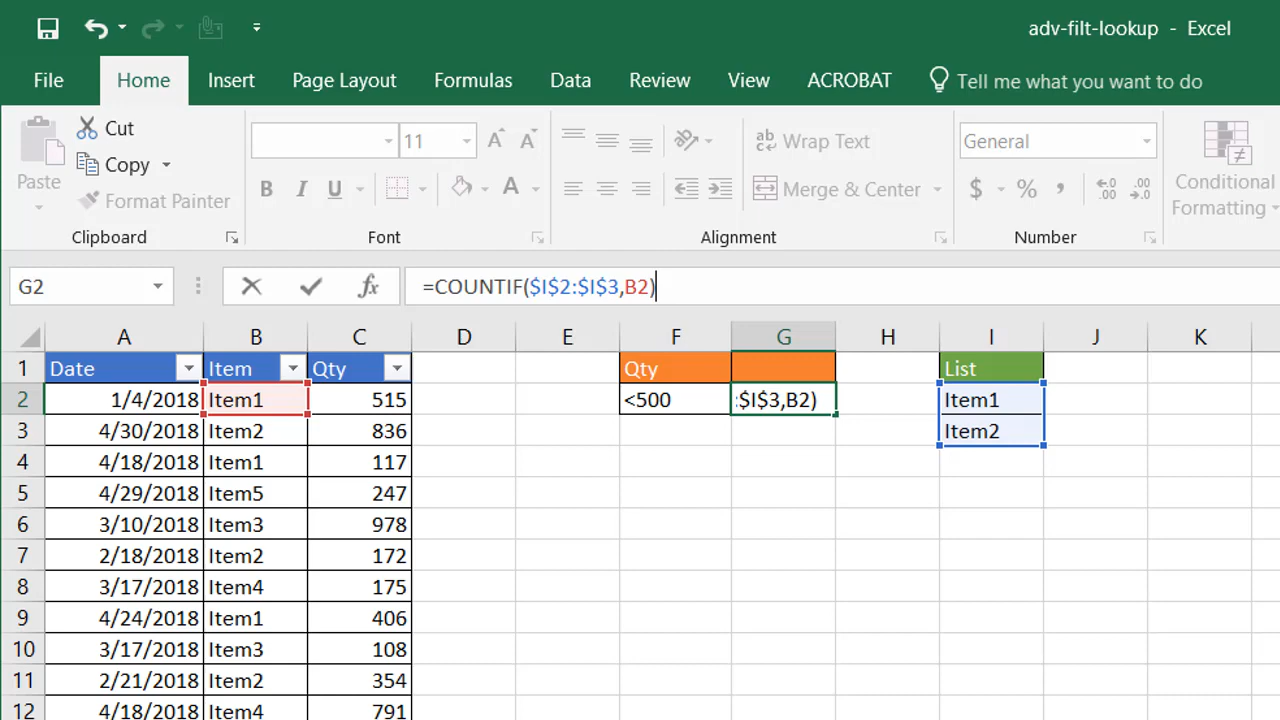 adv-filt-lookup - Excel
File Home Insert Page Layout Formulas Data Review View ACROBAT Tell me what you want to do
Paste
Cut
Copy
Format Painter
Clipboard
11
B I U A
Font
ab Wrap Text
Merge & Center
Alignment
General
$ % , .00 .0
Number
Conditional
Formatting
G2 fx =COUNTIF($I$2:$I$3,B2)
A B C D E F G H I J K
1 Date Item Qty Qty List
2 1/4/2018 Item1 515 <500 :$I$3,B2) Item1
3 4/30/2018 Item2 836 Item2
4 4/18/2018 Item1 117
5 4/29/2018 Item5 247
6 3/10/2018 Item3 978
7 2/18/2018 Item2 172
8 3/17/2018 Item4 175
9 4/24/2018 Item1 406
10 3/17/2018 Item3 108
11 2/21/2018 Item2 354
12 4/18/2018 Item4 791